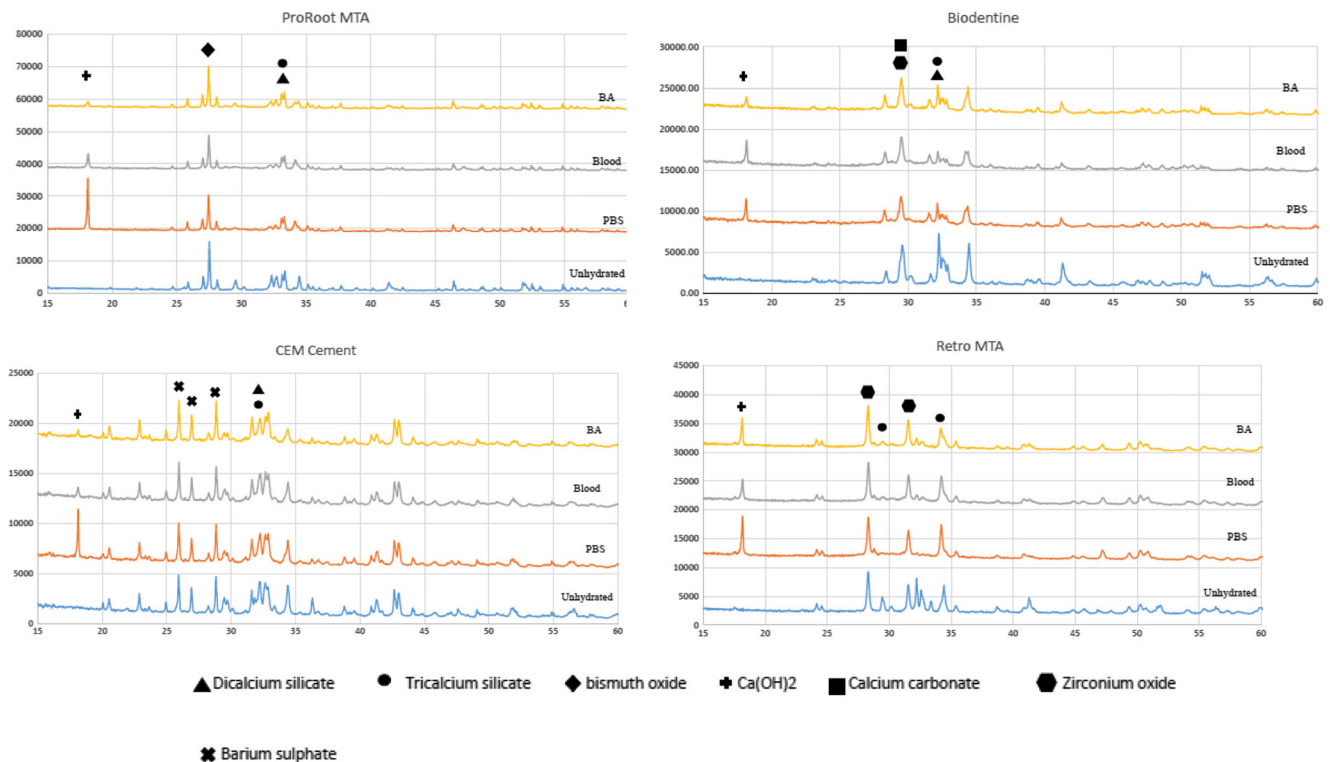 ProRoot MTA
80000
70000
60000
50000
40000
30000
20000
10000
0
BA
Blood
PBS
Unhydrated
15 20 25 30 35 40 45 50 55 6
Biodentine
30000.00
25000.00
20000.00
15000.00
10000.00
5000.00
0.00
BA
Blood
PBS
Unhydrated
15 20 25 30 35 40 45 50 55 60
CEM Cement
25000
20000
15000
10000
5000
0
BA
Blood
PBS
Unhydrated
15 20 25 30 35 40 45 50 55 60
Retro MTA
45000
40000
35000
30000
25000
20000
15000
10000
5000
0
BA
Blood
PBS
Unhydrated
15 20 25 30 35 40 45 50 55 60
Dicalcium silicate Tricalcium silicate bismuth oxide Ca(OH)2 Calcium carbonate Zirconium oxide
Barium sulphate